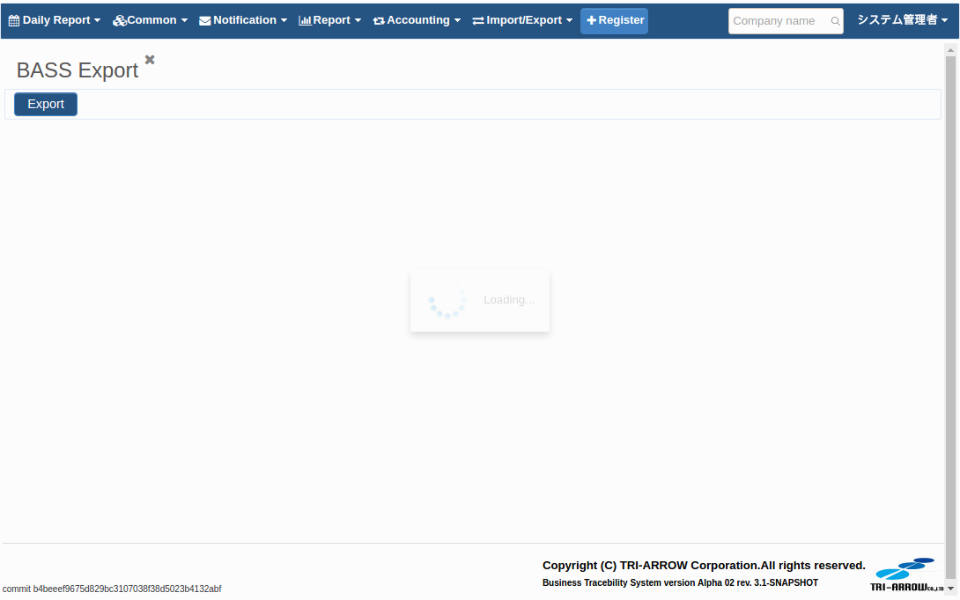 Daily Report Common Notification Report Accounting Import/Export Register Company name システム管理者
BASS Export
Export
Loading...
Copyright (C) TRI-ARROW Corporation.All rights reserved.
Business Tracebility System version Alpha 02 rev. 3.1-SNAPSHOT
TRI-ARROW CO.,LTD
commit b4beeef9675d829bc3107038f38d5023b4132abf